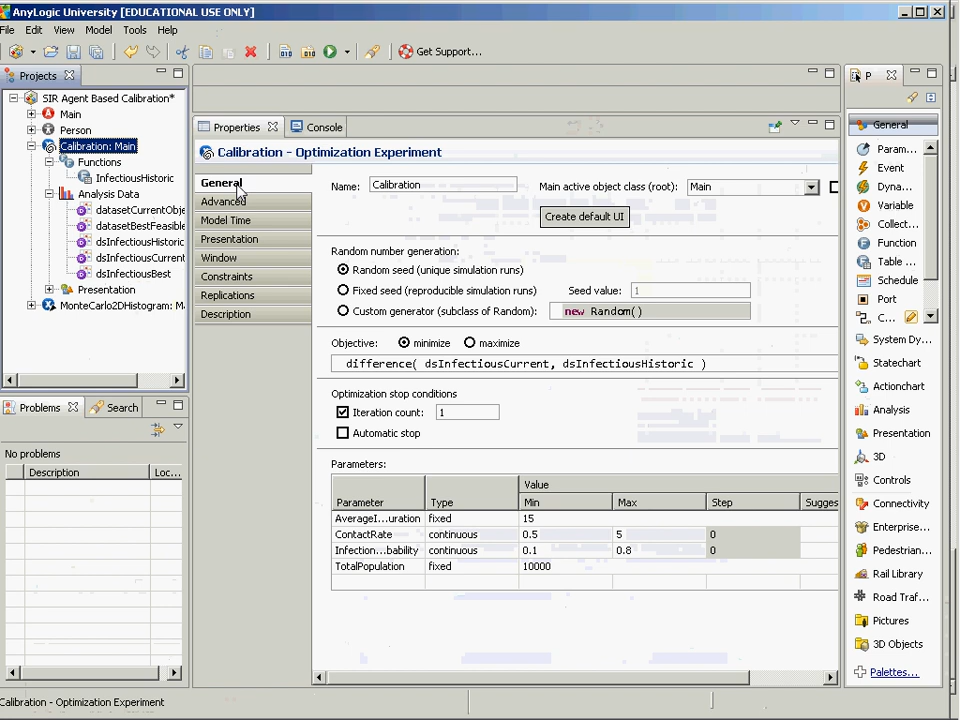 AnyLogic University [EDUCATIONAL USE ONLY]
File Edit View Model Tools Help
Get Support...
Projects
SIR Agent Based Calibration*
Main
Person
Calibration: Main
Functions
InfectiousHistoric
Analysis Data
datasetCurrentObje
datasetBestFeasible
dsInfectiousHistoric
dsInfectiousCurrent
dsInfectiousBest
Presentation
MonteCarlo2DHistogram: Ma
Problems Search
No problems
Description Loc...
Properties Console
Calibration - Optimization Experiment
General
Advanced
Model Time
Presentation
Window
Constraints
Replications
Description
Name: Calibration Main active object class (root): Main
Create default UI
Random number generation:
Random seed (unique simulation runs)
Fixed seed (reproducible simulation runs) Seed value: 1
Custom generator (subclass of Random): new Random()
Objective: minimize maximize
difference( dsInfectiousCurrent, dsInfectiousHistoric )
Optimization stop conditions
Iteration count: 1
Automatic stop
Parameters:
Value
Parameter Type Min Max Step Sugges
AverageI...uration fixed 15
ContactRate continuous 0.5 5 0
Infection...bability continuous 0.1 0.8 0
TotalPopulation fixed 10000
P
General
Param...
Event
Dyna...
Variable
Collect...
Function
Table ...
Schedule
Port
C...
System Dy...
Statechart
Actionchart
Analysis
Presentation
3D
Controls
Connectivity
Enterprise...
Pedestrian...
Rail Library
Road Traf...
Pictures
3D Objects
Palettes...
Calibration - Optimization Experiment